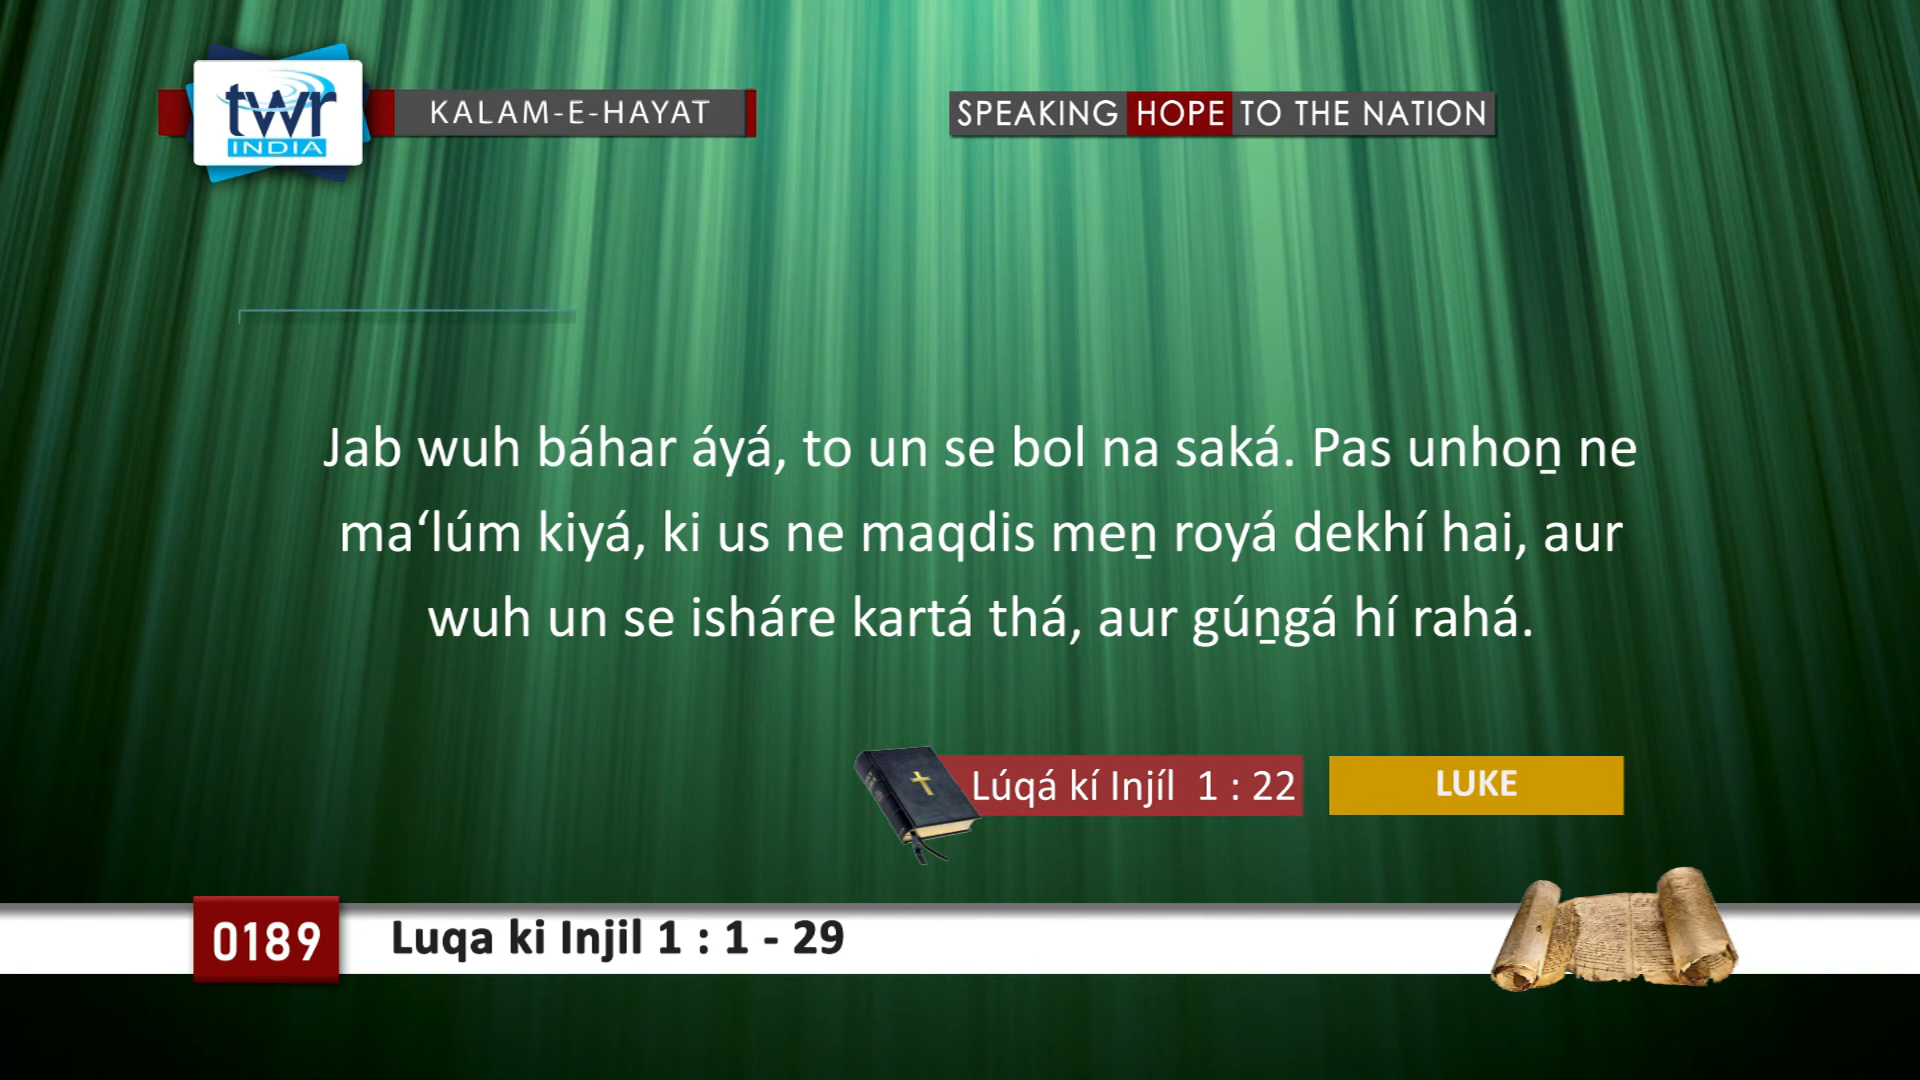 twr
INDIA
KALAM-E-HAYAT
SPEAKING HOPE TO THE NATION
Jab wuh báhar áyá, to un se bol na saká. Pas unhoṉ ne
ma‘lúm kiyá, ki us ne maqdis meṉ royá dekhí hai, aur
wuh un se isháre kartá thá, aur gúṉgá hí rahá.
Lúqá kí Injíl 1 : 22
LUKE
0189
Luqa ki Injil 1 : 1 - 29